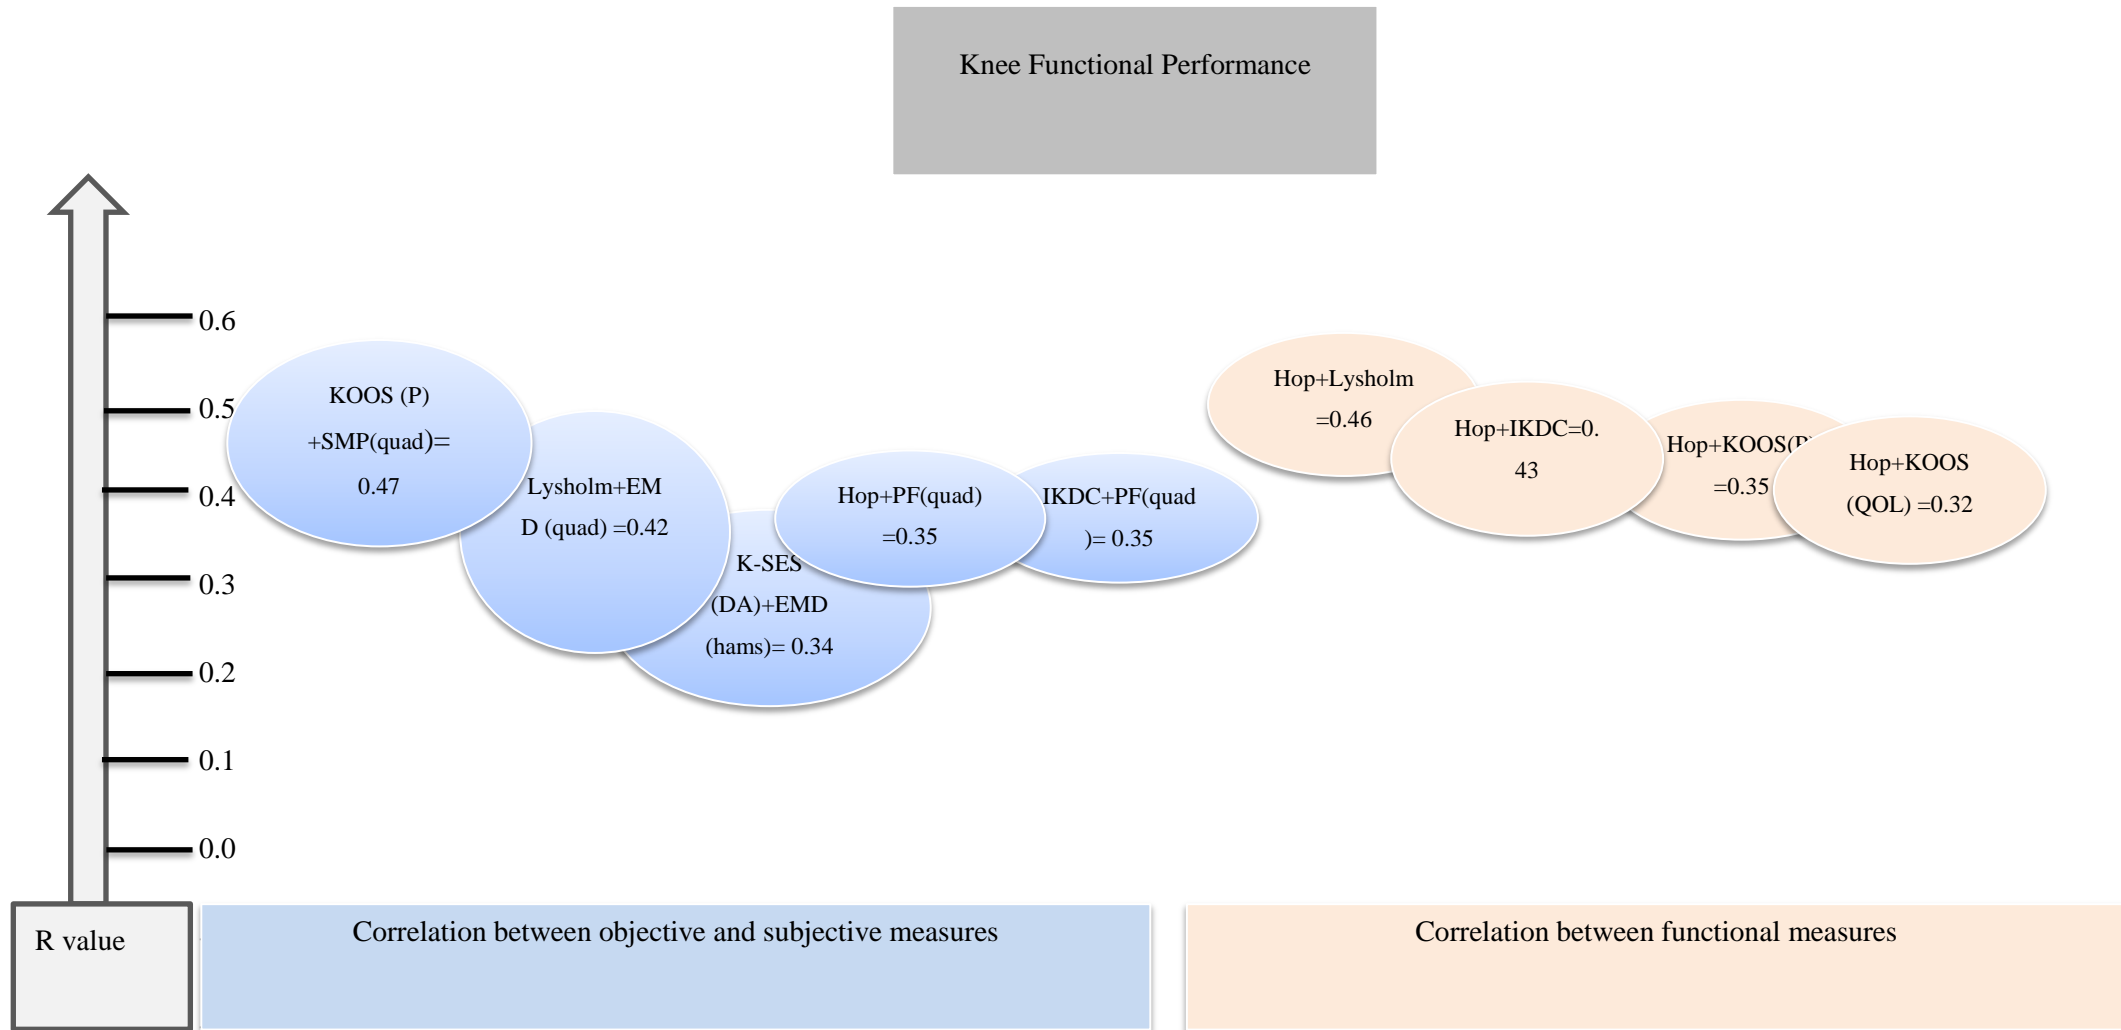 Knee Functional Performance
0.6
0.5
0.4
0.3
0.2
0.1
0.0
KOOS (P)
+SMP(quad)=
0.47
Lysholm+EM
D (quad) =0.42
K-SES
(DA)+EMD
(hams)= 0.34
Hop+PF(quad)
=0.35
IKDC+PF(quad
)= 0.35
Hop+Lysholm
=0.46
Hop+IKDC=0.
43
Hop+KOOS(P)
=0.35
Hop+KOOS
(QOL) =0.32
R value
Correlation between objective and subjective measures
Correlation between functional measures